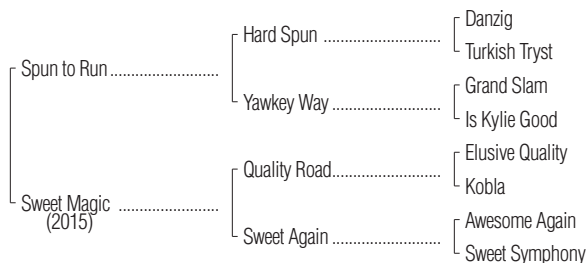 Danzig
Hard Spun ........................
Turkish Tryst
Spun to Run ........................
Grand Slam
Yawkey Way ........................
Is Kylie Good
Elusive Quality
Quality Road........................
Kobla
Sweet Magic ........................
(2015)
Awesome Again
Sweet Again ........................
Sweet Symphony